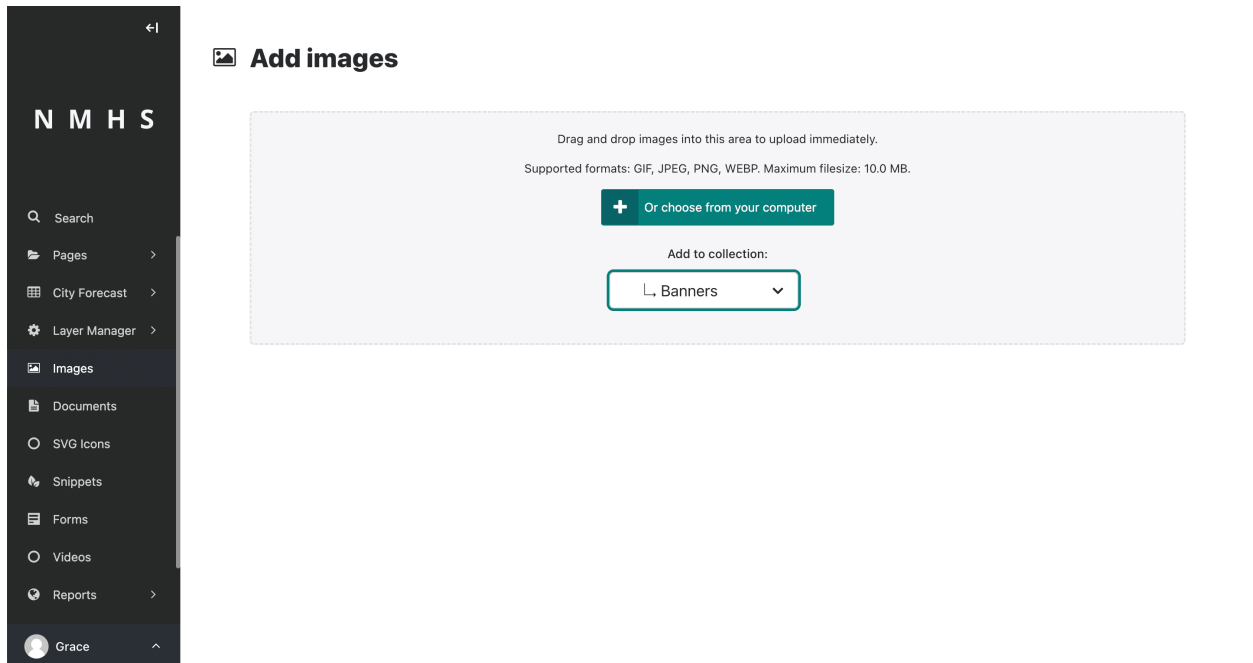 Add images
N M H S
Drag and drop images into this area to upload immediately.
Supported formats: GIF, JPEG, PNG, WEBP. Maximum filesize: 10.0 MB.
Or choose from your computer
Add to collection:
Banners
Search
Pages
City Forecast
Layer Manager
Images
Documents
SVG Icons
Snippets
Forms
Videos
Reports
Grace